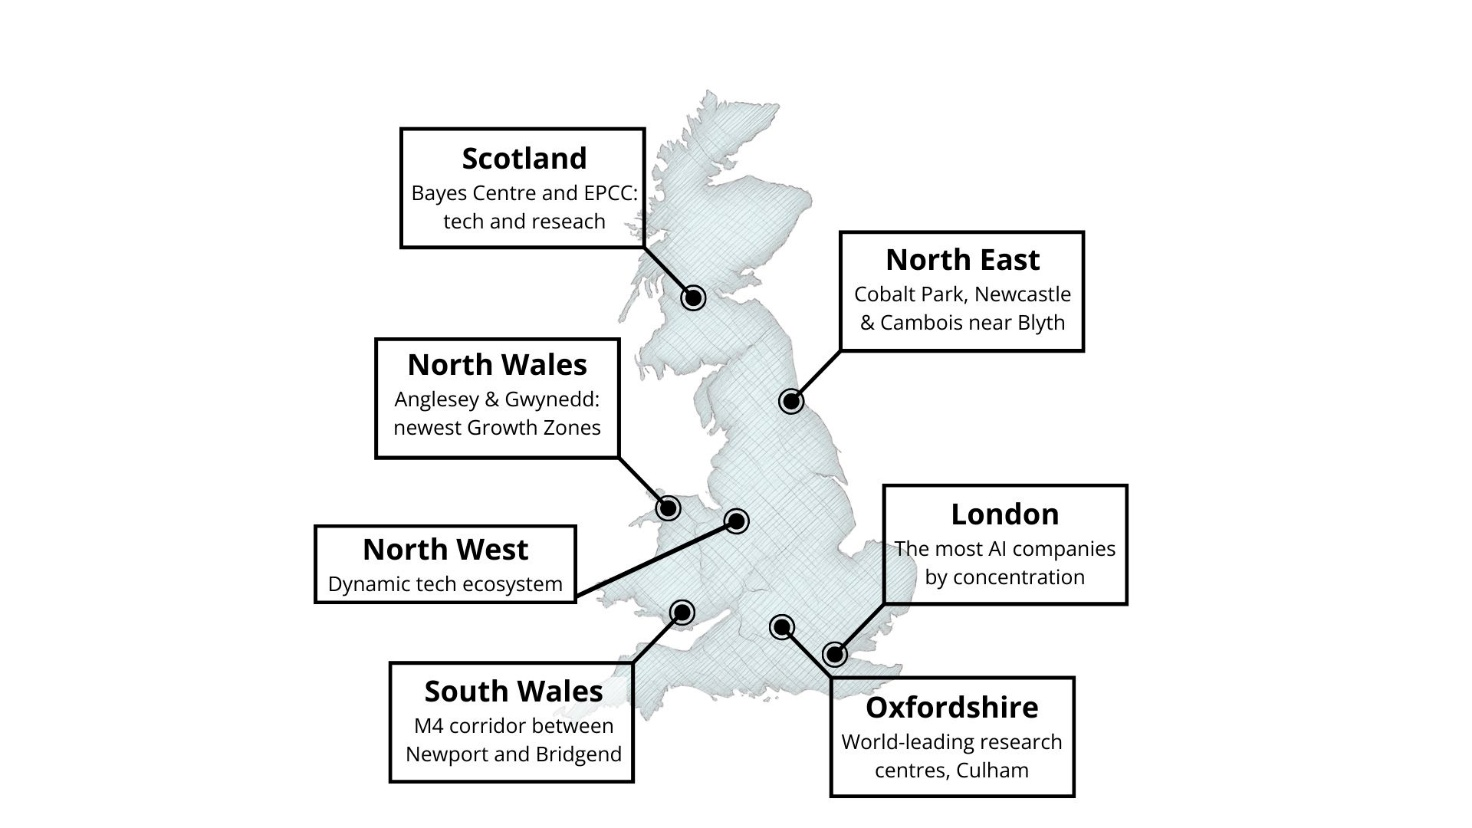 Scotland
Bayes Centre and EPCC:
tech and reseach
North East
Cobalt Park, Newcastle
& Cambois near Blyth
North Wales
Anglesey & Gwynedd:
newest Growth Zones
London
The most AI companies
by concentration
North West
Dynamic tech ecosystem
South Wales
M4 corridor between
Newport and Bridgend
Oxfordshire
World-leading research
centres, Culham